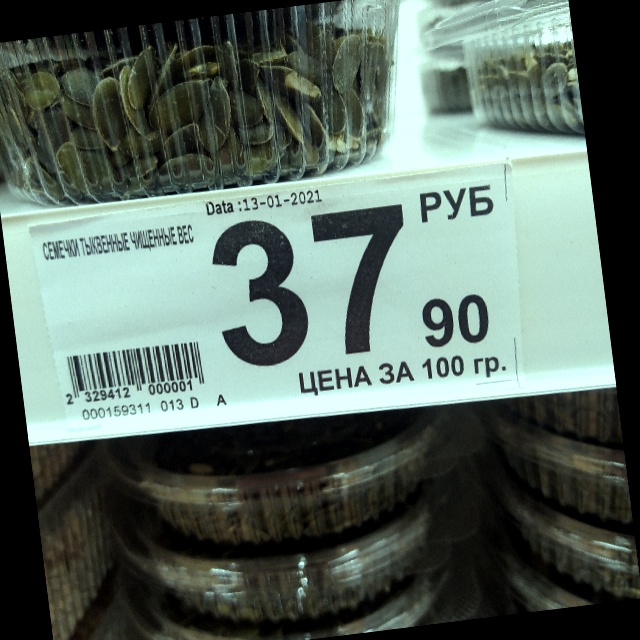 Data :13-01-2021
СЕМЕЧКИ ТЫКВЕННЫЕ ЧИЩЕННЫЕ ВЕС
37 РУБ
90
ЦЕНА ЗА 100 гр.
2 329412 000001
000159311 013 D A